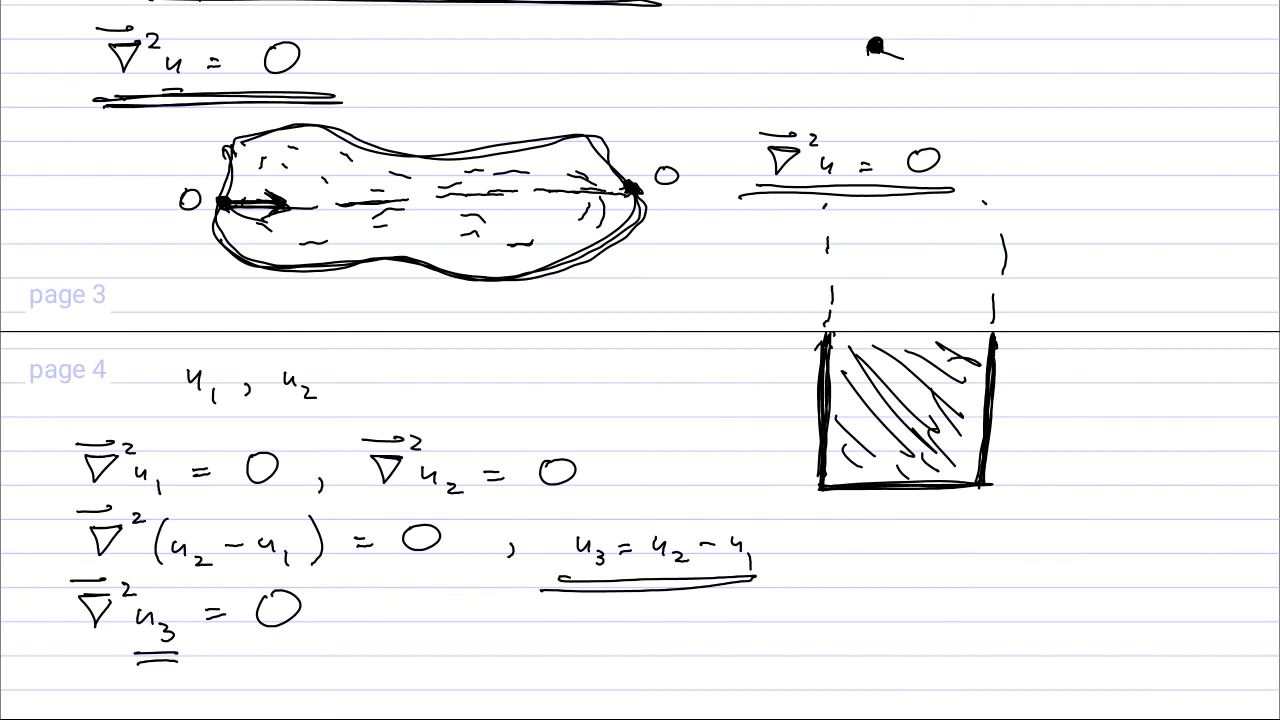 ∇⃗²u = 0
0 0
∇⃗²u = 0
page 3
page 4
u₁ , u₂
∇⃗²u₁ = 0 , ∇⃗²u₂ = 0
∇⃗²(u₂ − u₁) = 0 , u₃ = u₂ − u₁
∇⃗²u₃ = 0